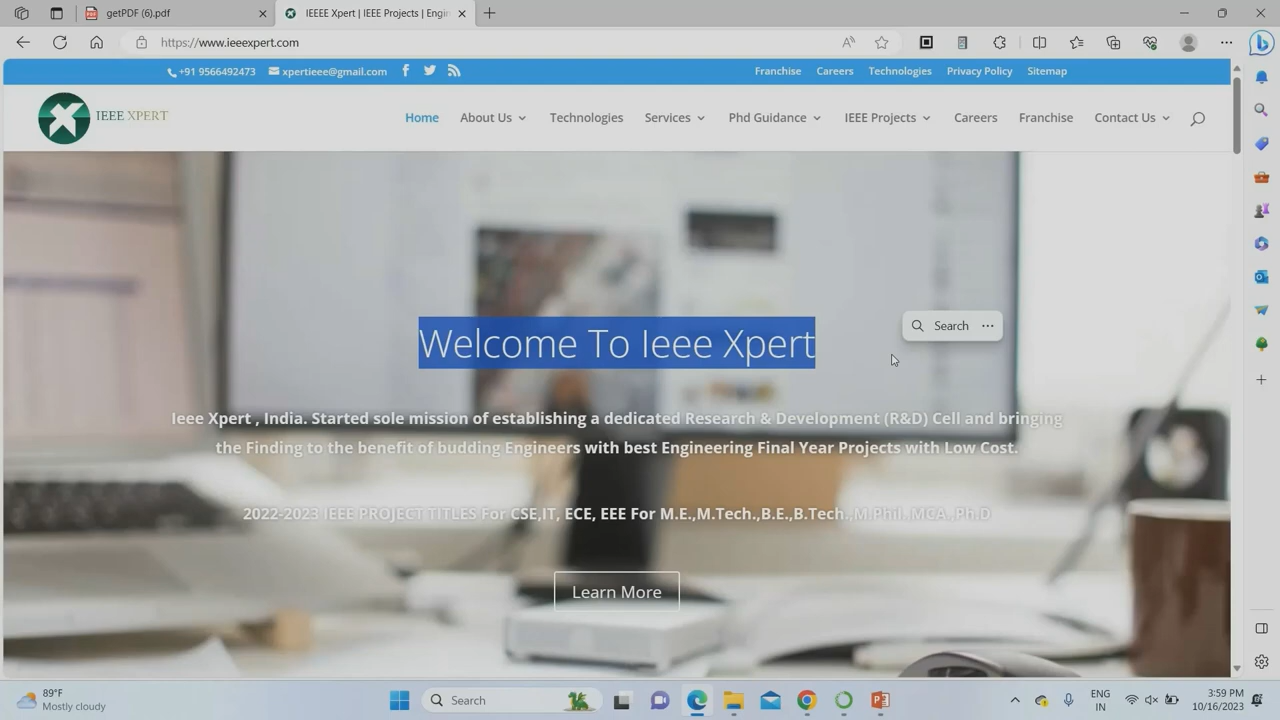 getPDF (6).pdf
IEEEE Xpert | IEEE Projects | Engin
https://www.ieeexpert.com
+91 9566492473
xpertieee@gmail.com
Franchise
Careers
Technologies
Privacy Policy
Sitemap
IEEE XPERT
Home
About Us
Technologies
Services
Phd Guidance
IEEE Projects
Careers
Franchise
Contact Us
Search
Welcome To Ieee Xpert
Ieee Xpert , India. Started sole mission of establishing a dedicated Research & Development (R&D) Cell and bringing
the Finding to the benefit of budding Engineers with best Engineering Final Year Projects with Low Cost.
2022-2023 IEEE PROJECT TITLES For CSE,IT, ECE, EEE For M.E.,M.Tech.,B.E.,B.Tech.,M.Phil.,MCA.,Ph.D
Learn More
89°F
Mostly cloudy
Search
ENG
IN
3:59 PM
10/16/2023